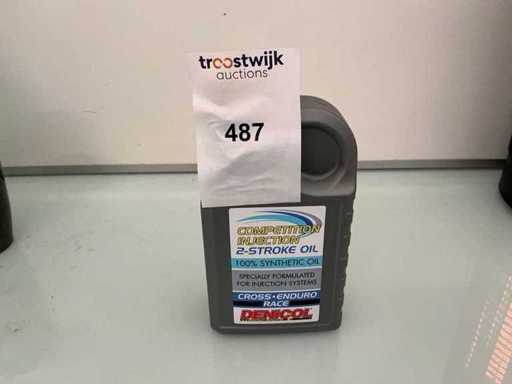 troostwijk
auctions
487
COMPETITION
INJECTION
2-STROKE OIL
100% SYNTHETIC OIL
SPECIALLY FORMULATED
FOR INJECTION SYSTEMS
CROSS•ENDURO
RACE
DENICOL